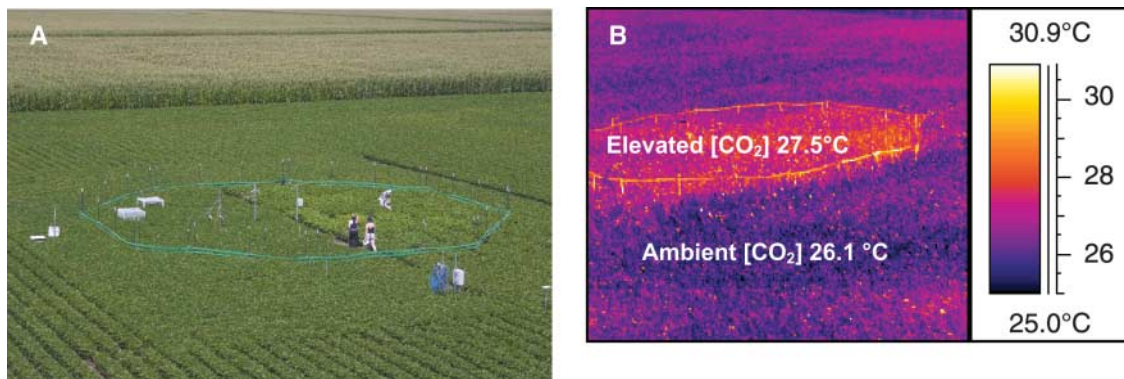 A
B
Elevated [CO₂] 27.5°C
Ambient [CO₂] 26.1 °C
30.9°C
30
28
26
25.0°C